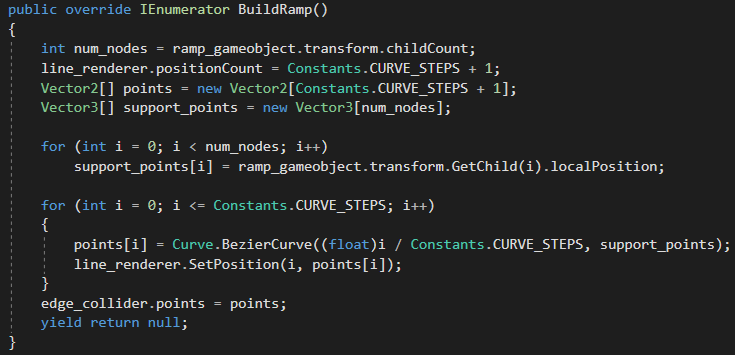 public override IEnumerator BuildRamp()
{
    int num_nodes = ramp_gameobject.transform.childCount;
    line_renderer.positionCount = Constants.CURVE_STEPS + 1;
    Vector2[] points = new Vector2[Constants.CURVE_STEPS + 1];
    Vector3[] support_points = new Vector3[num_nodes];

    for (int i = 0; i < num_nodes; i++)
        support_points[i] = ramp_gameobject.transform.GetChild(i).localPosition;

    for (int i = 0; i <= Constants.CURVE_STEPS; i++)
    {
        points[i] = Curve.BezierCurve((float)i / Constants.CURVE_STEPS, support_points);
        line_renderer.SetPosition(i, points[i]);
    }
    edge_collider.points = points;
    yield return null;
}